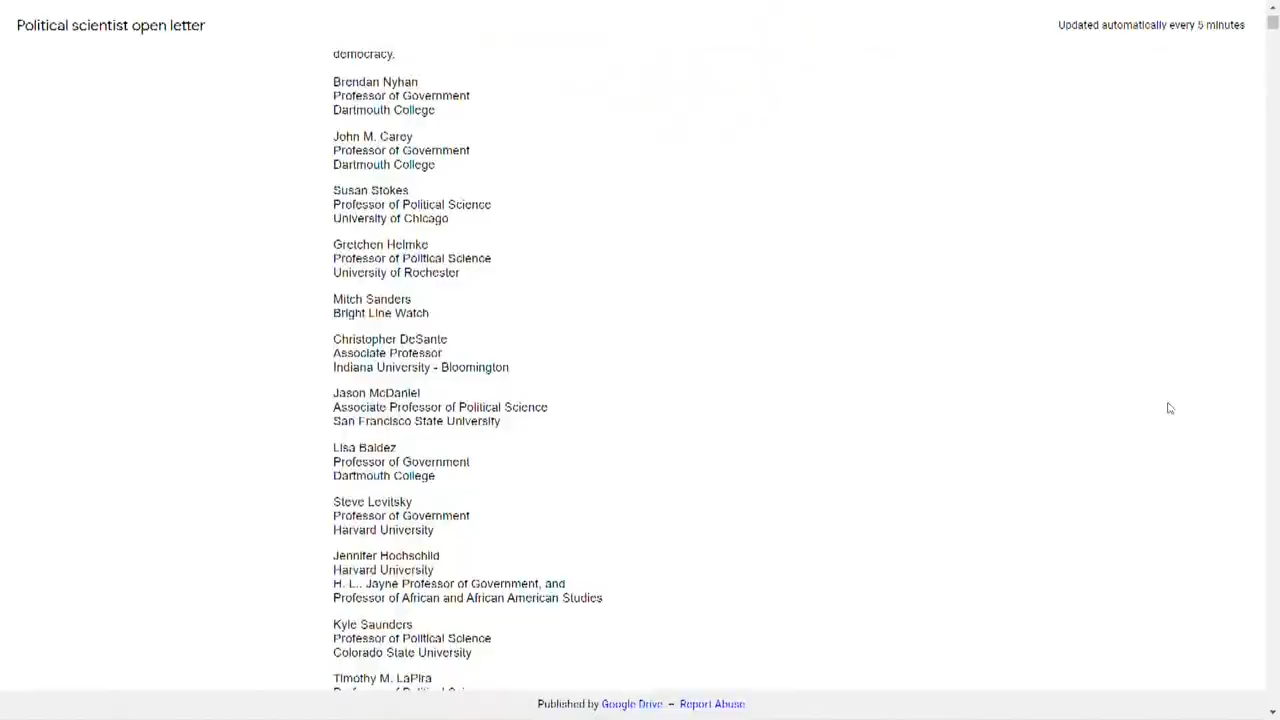 Political scientist open letter
Updated automatically every 5 minutes
democracy.
Brendan Nyhan
Professor of Government
Dartmouth College
John M. Carey
Professor of Government
Dartmouth College
Susan Stokes
Professor of Political Science
University of Chicago
Gretchen Helmke
Professor of Political Science
University of Rochester
Mitch Sanders
Bright Line Watch
Christopher DeSante
Associate Professor
Indiana University - Bloomington
Jason McDaniel
Associate Professor of Political Science
San Francisco State University
Lisa Baldez
Professor of Government
Dartmouth College
Steve Levitsky
Professor of Government
Harvard University
Jennifer Hochschild
Harvard University
H. L.. Jayne Professor of Government, and
Professor of African and African American Studies
Kyle Saunders
Professor of Political Science
Colorado State University
Timothy M. LaPira
Published by Google Drive – Report Abuse